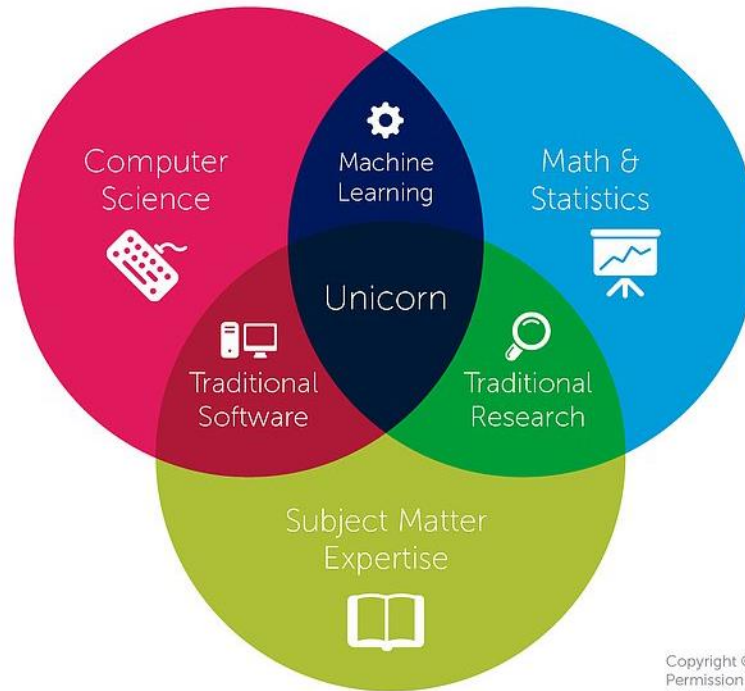 Computer
Science
Machine
Learning
Math &
Statistics
Unicorn
Traditional
Software
Traditional
Research
Subject Matter
Expertise
Copyright ©
Permission